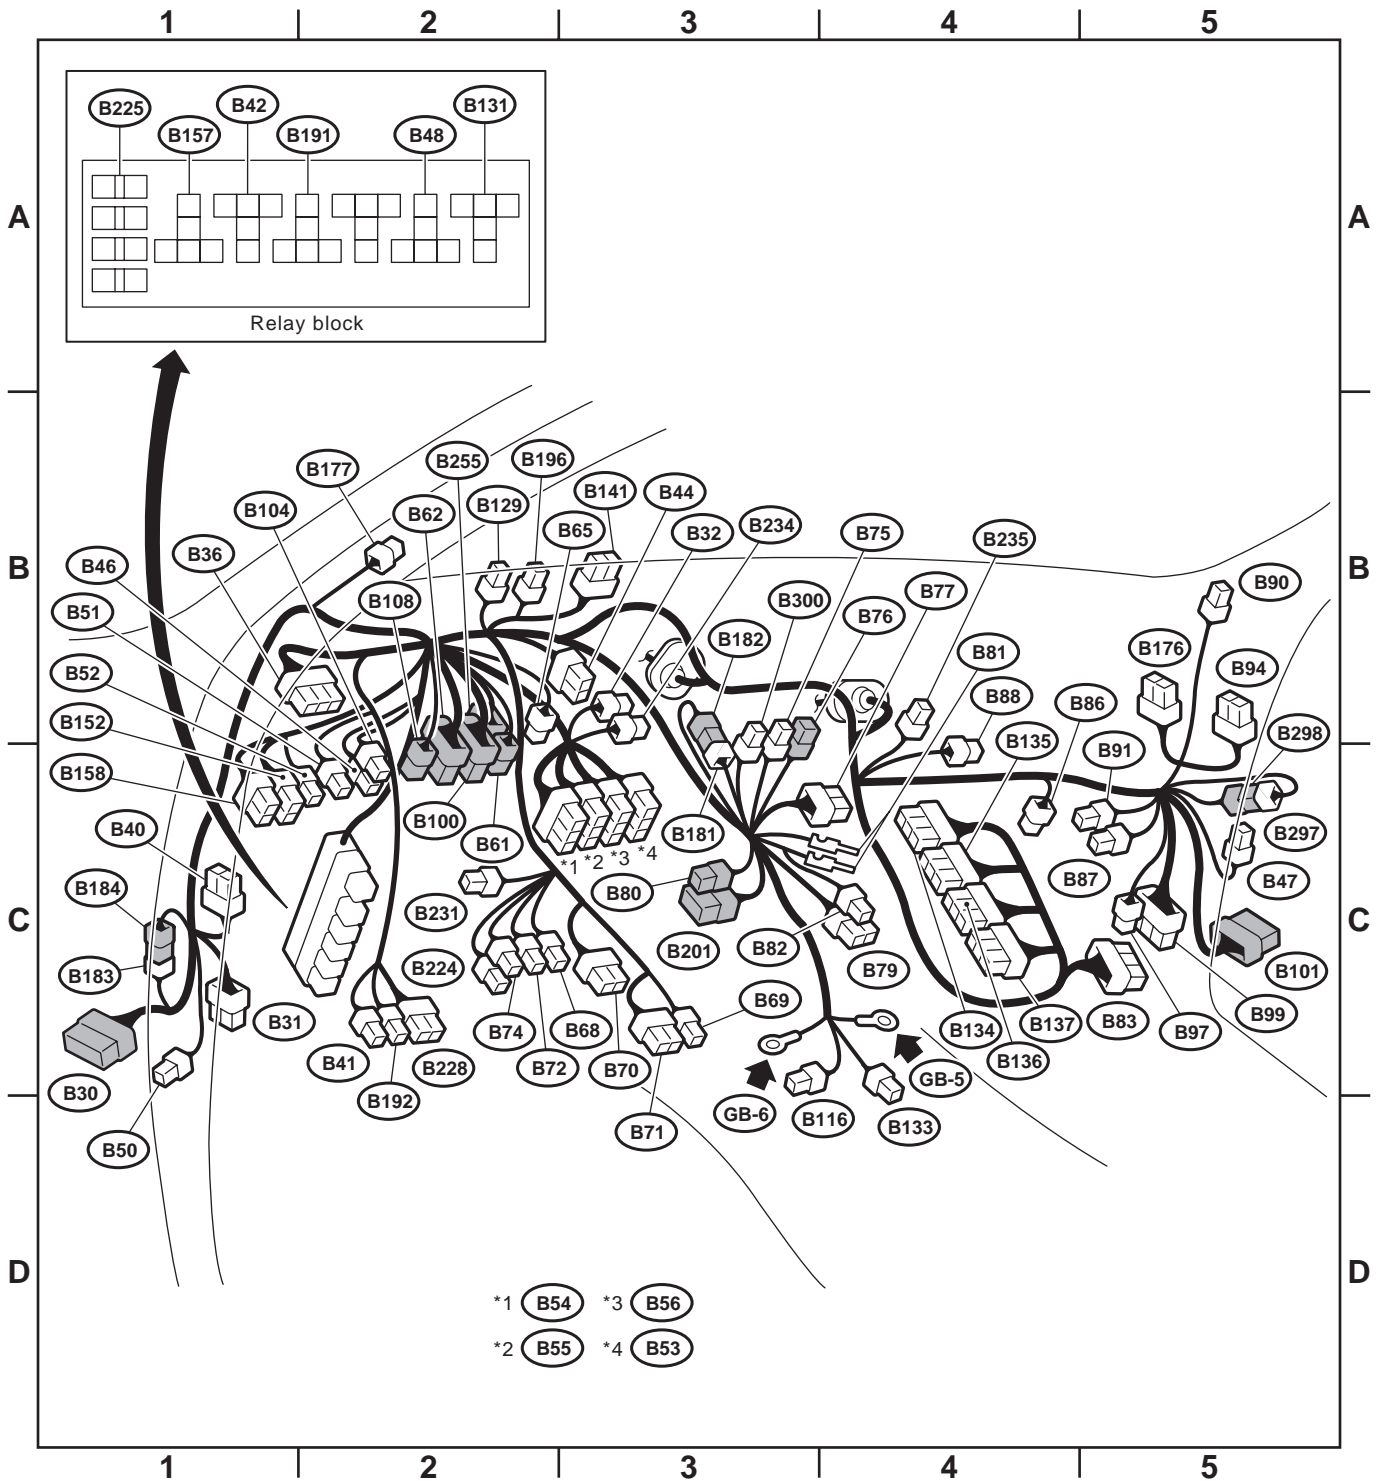 1 2 3 4 5
B225 B42 B131
B157 B191 B48
A A
Relay block
B177 B255 B196
B104 B62 B129 B141 B44
B46 B36 B65 B32 B234 B75 B235
B B
B51 B108 B300 B77 B90
B52 B182 B76 B81 B176 B94
B152 B88 B86 B298
B158 B135 B91
B40 B100 B61 B181 B297
*1 *2 *3 *4
B184 B231 B80 B87 B47
C C
B183 B224 B201 B82 B79 B101
B31 B74 B68 B69 B134 B137 B83 B97 B99
B30 B41 B228 B72 B70 B136
B192 GB-6 B116 GB-5
B50 B71 B133
D D
*1 B54 *3 B56
*2 B55 *4 B53
1 2 3 4 5